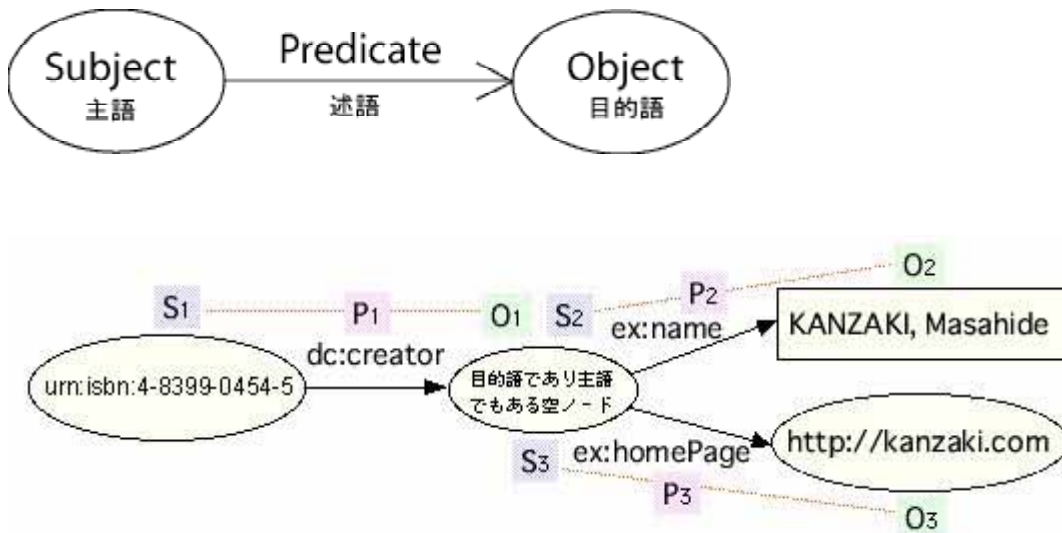 Subject
主語
Predicate
述語
Object
目的語
S1
P1
O1
S2
P2
O2
urn:isbn:4-8399-0454-5
dc:creator
目的語であり主語
でもある空ノード
ex:name
KANZAKI, Masahide
ex:homePage
http://kanzaki.com
S3
P3
O3